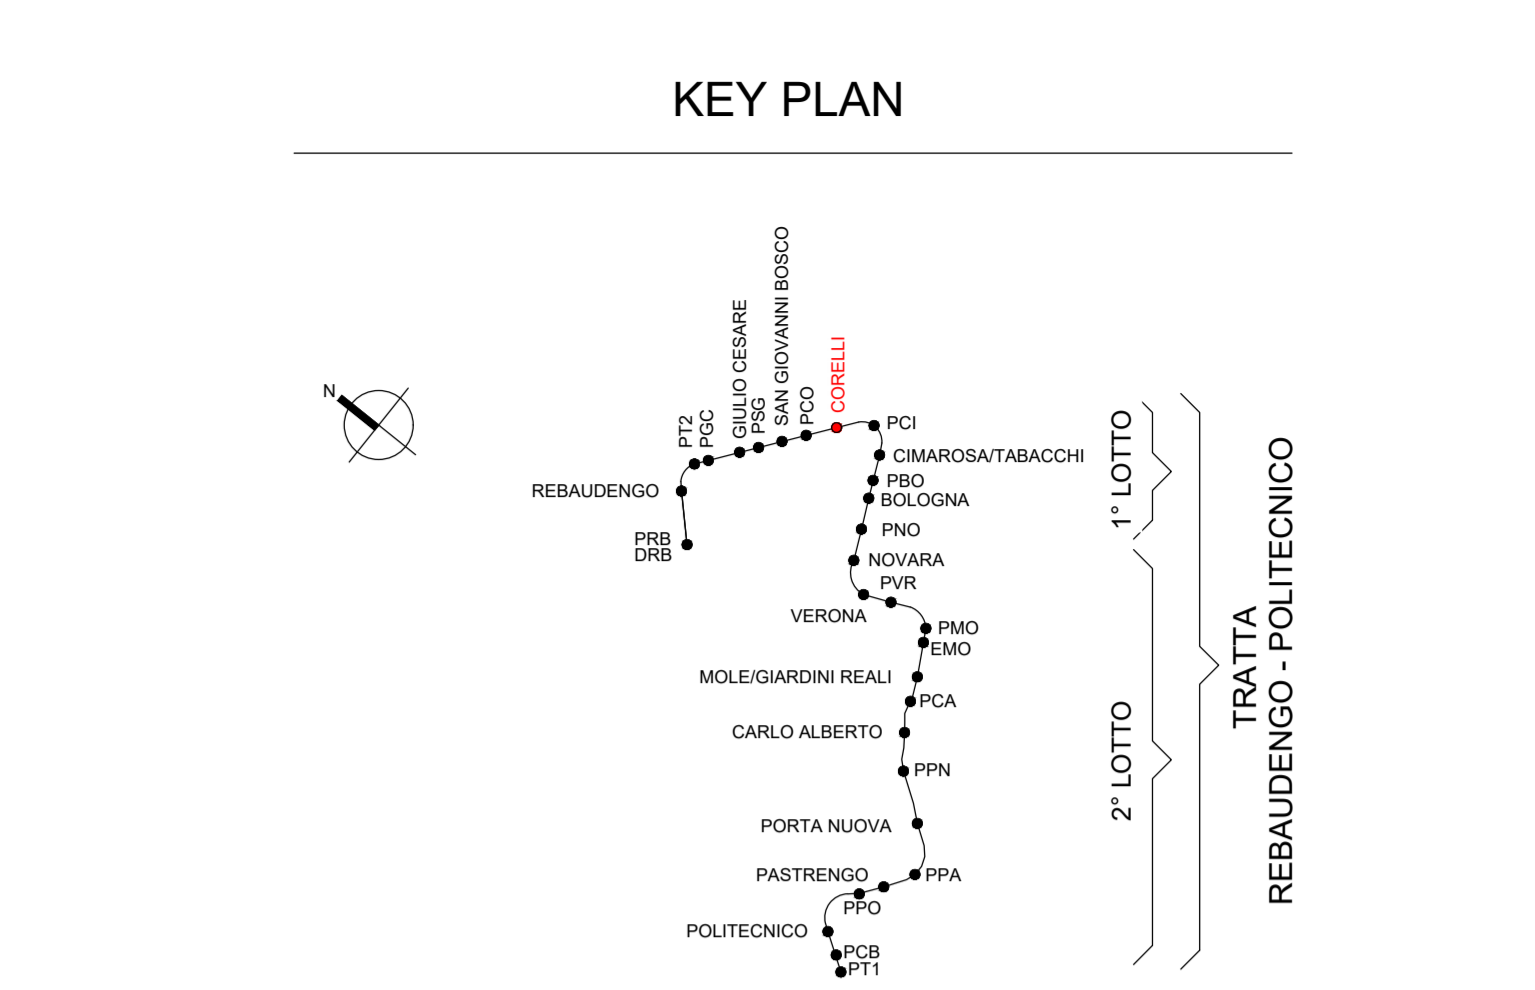 KEY PLAN
N
PT2
PGC
GIULIO CESARE
PSG
SAN GIOVANNI BOSCO
PCO
CORELLI
PCI
CIMAROSA/TABACCHI
REBAUDENGO
PBO
BOLOGNA
PRB
DRB
PNO
NOVARA
PVR
VERONA
PMO
EMO
MOLE/GIARDINI REALI
PCA
CARLO ALBERTO
PPN
PORTA NUOVA
PASTRENGO
PPA
PPO
POLITECNICO
PCB
PT1
1° LOTTO
2° LOTTO
TRATTA
REBAUDENGO - POLITECNICO